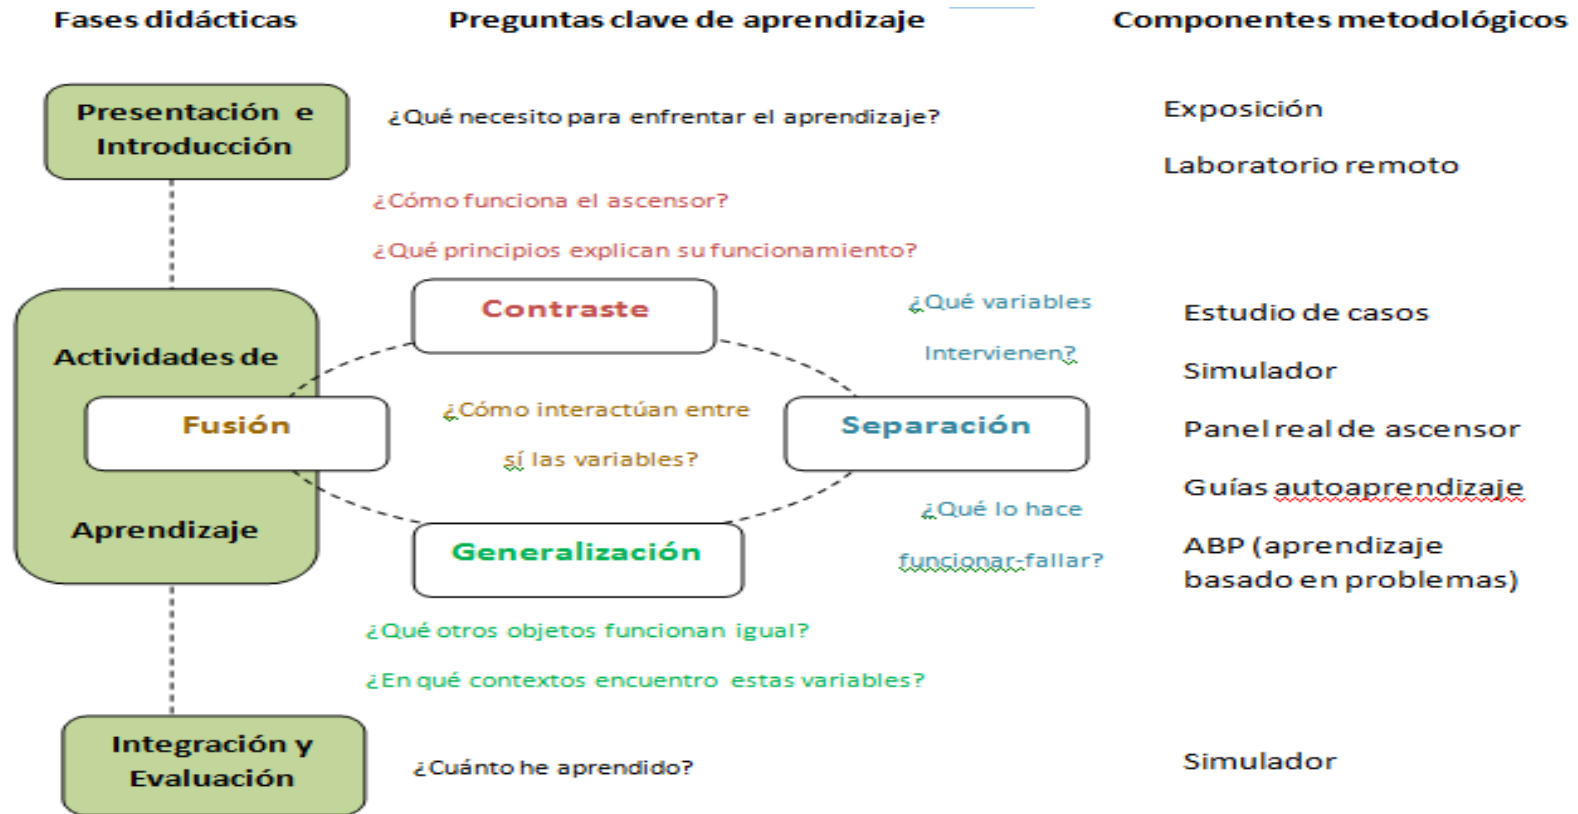 Fases didácticas
Preguntas clave de aprendizaje
Componentes metodológicos
Presentación e
Introducción
¿Qué necesito para enfrentar el aprendizaje?
Exposición
Laboratorio remoto
¿Cómo funciona el ascensor?
¿Qué principios explican su funcionamiento?
Contraste
¿Qué variables
Intervienen?
Actividades de
Aprendizaje
Fusión
¿Cómo interactúan entre
sí las variables?
Separación
¿Qué lo hace
funcionar-fallar?
Generalización
¿Qué otros objetos funcionan igual?
¿En qué contextos encuentro estas variables?
Estudio de casos
Simulador
Panel real de ascensor
Guías autoaprendizaje
ABP (aprendizaje
basado en problemas)
Integración y
Evaluación
¿Cuánto he aprendido?
Simulador